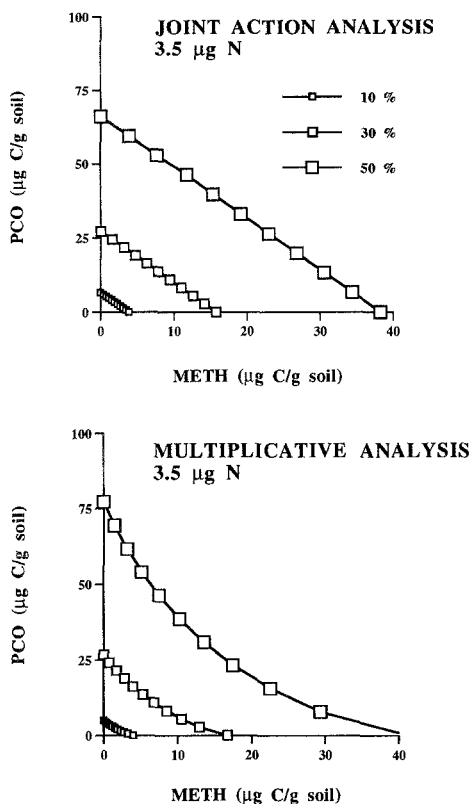 JOINT ACTION ANALYSIS
3.5 µg N
100
75
50
25
0
PCO (µg C/g soil)
10 %
30 %
50 %
0 10 20 30 40
METH (µg C/g soil)
MULTIPLICATIVE ANALYSIS
3.5 µg N
100
75
50
25
0
PCO (µg C/g soil)
0 10 20 30 40
METH (µg C/g soil)